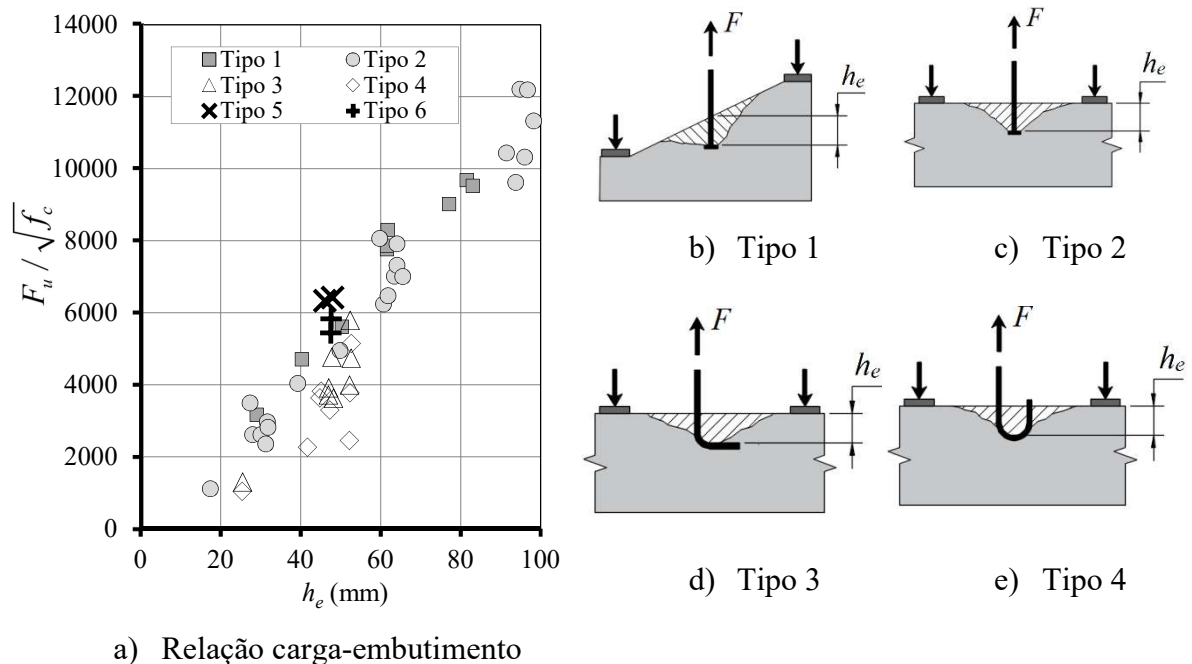 14000
12000
10000
8000
6000
4000
2000
0
F_u / √f_c
Tipo 1 Tipo 2
Tipo 3 Tipo 4
Tipo 5 Tipo 6
0 20 40 60 80 100
h_e (mm)
a) Relação carga-embutimento
F
h_e
b) Tipo 1
F
h_e
c) Tipo 2
F
h_e
d) Tipo 3
F
h_e
e) Tipo 4